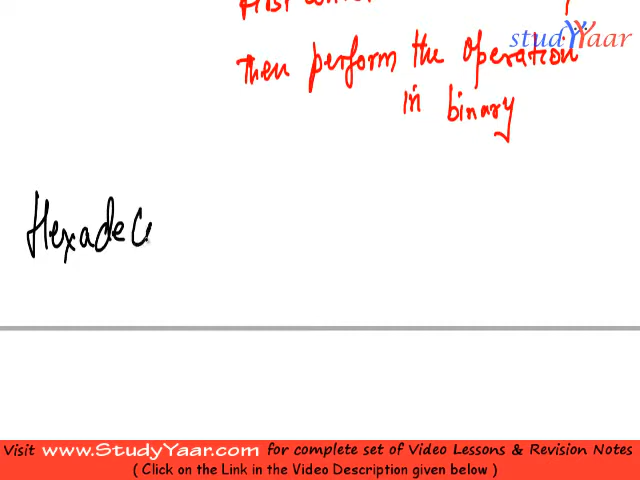 studyYaar
then perform the operation
in binary
Hexadec
Visit www.StudyYaar.com for complete set of Video Lessons & Revision Notes
( Click on the Link in the Video Description given below )